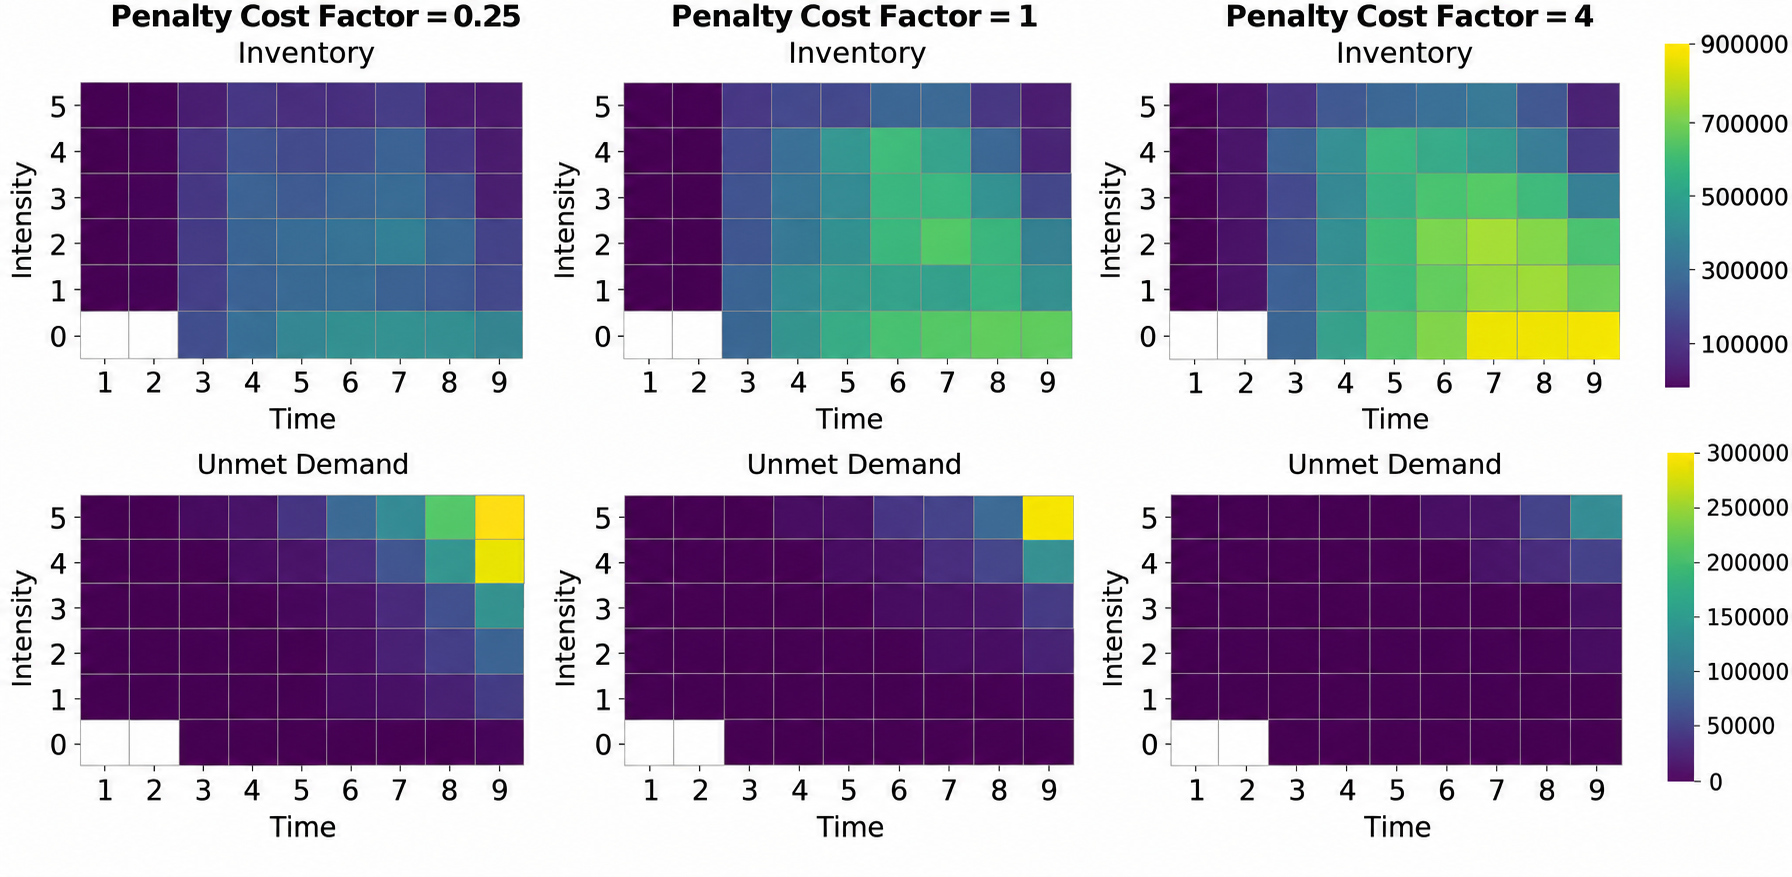 Penalty Cost Factor = 0.25
Inventory
5
4
3
2
1
0
Intensity
1 2 3 4 5 6 7 8 9
Time
Penalty Cost Factor = 1
Inventory
5
4
3
2
1
0
Intensity
1 2 3 4 5 6 7 8 9
Time
Penalty Cost Factor = 4
Inventory
5
4
3
2
1
0
Intensity
1 2 3 4 5 6 7 8 9
Time
900000
700000
500000
300000
100000
Unmet Demand
5
4
3
2
1
0
Intensity
1 2 3 4 5 6 7 8 9
Time
Unmet Demand
5
4
3
2
1
0
Intensity
1 2 3 4 5 6 7 8 9
Time
Unmet Demand
5
4
3
2
1
0
Intensity
1 2 3 4 5 6 7 8 9
Time
300000
250000
200000
150000
100000
50000
0